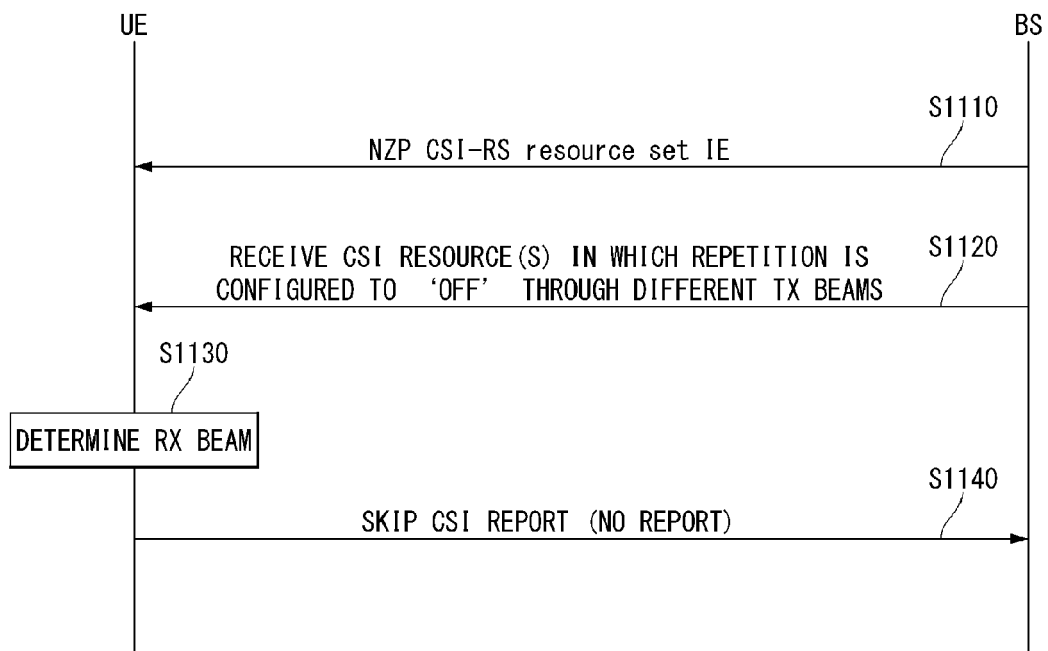 UE
BS
S1110
NZP CSI-RS resource set IE
S1120
RECEIVE CSI RESOURCE(S) IN WHICH REPETITION IS
CONFIGURED TO ‘OFF’ THROUGH DIFFERENT TX BEAMS
S1130
DETERMINE RX BEAM
S1140
SKIP CSI REPORT (NO REPORT)